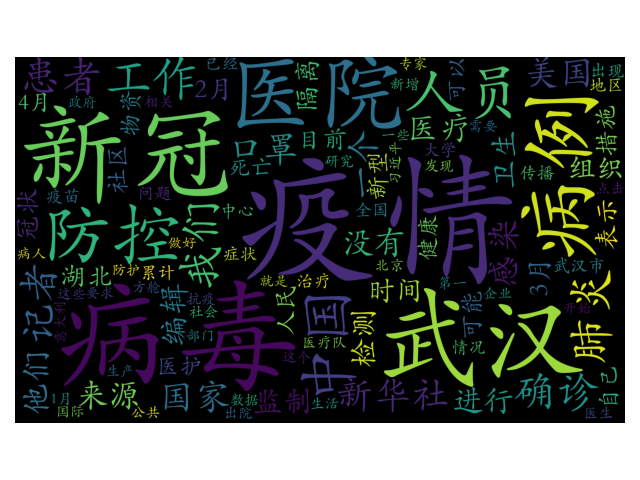 患者
工作
已经
2月
4月
政府
相关
医院
隔离
专家
新增
人员
可以
美国
出现
地区
新冠
物资
社区
口罩
死亡
目前
研究
一个
医疗
一些
需要
新型
习近平
大学
发现
卫生
传播
病例
组织
措施
点击
表示
冠状
疫苗
问题
防控
我们
中心
疫情
全国
没有
健康
感染
病人
做好
症状
湖北
防护
累计
方舱
这些
要求
就是
治疗
北京
时间
第一
企业
3月
武汉市
肺炎
他们
记者
意大利
病毒
编辑
抗疫
社会
部门
人民
中国
医疗队
检测
武汉
可能
情况
开始
生产
医护
这个
来源
国家
数据
监制
生活
新华社
进行
确诊
自己
1月
国际
公共
出院
医生